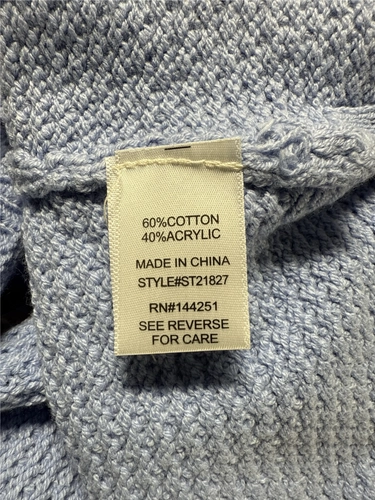 60%COTTON
40%ACRYLIC
MADE IN CHINA
STYLE#ST21827
RN#144251
SEE REVERSE
FOR CARE